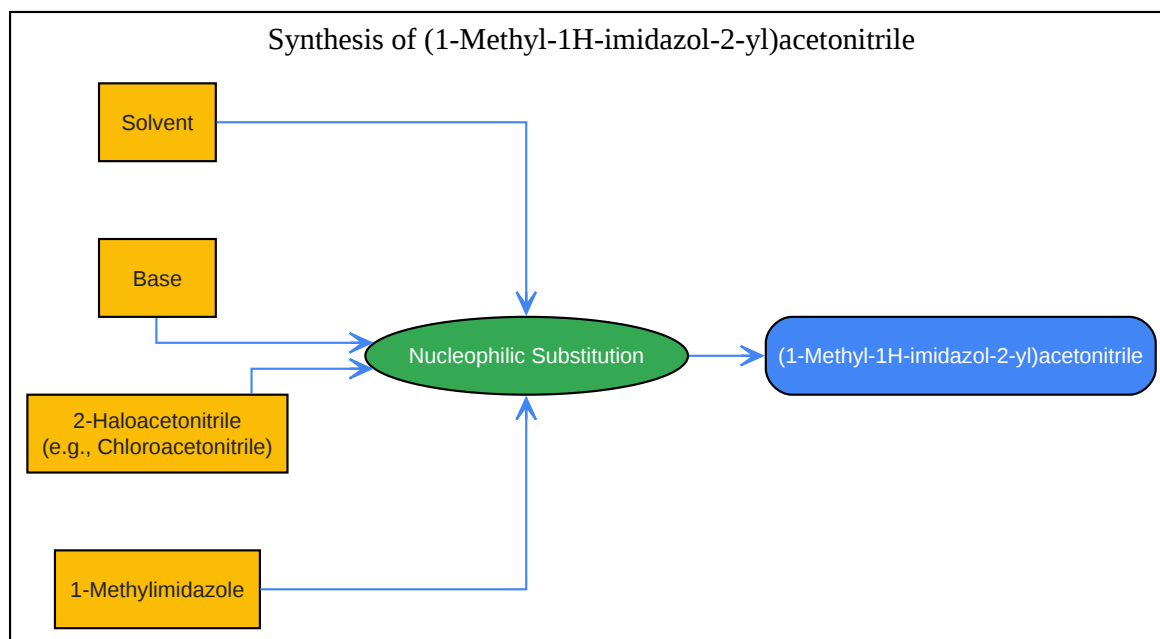 Synthesis of (1-Methyl-1H-imidazol-2-yl)acetonitrile
Solvent
Base
Nucleophilic Substitution
(1-Methyl-1H-imidazol-2-yl)acetonitrile
2-Haloacetonitrile
(e.g., Chloroacetonitrile)
1-Methylimidazole